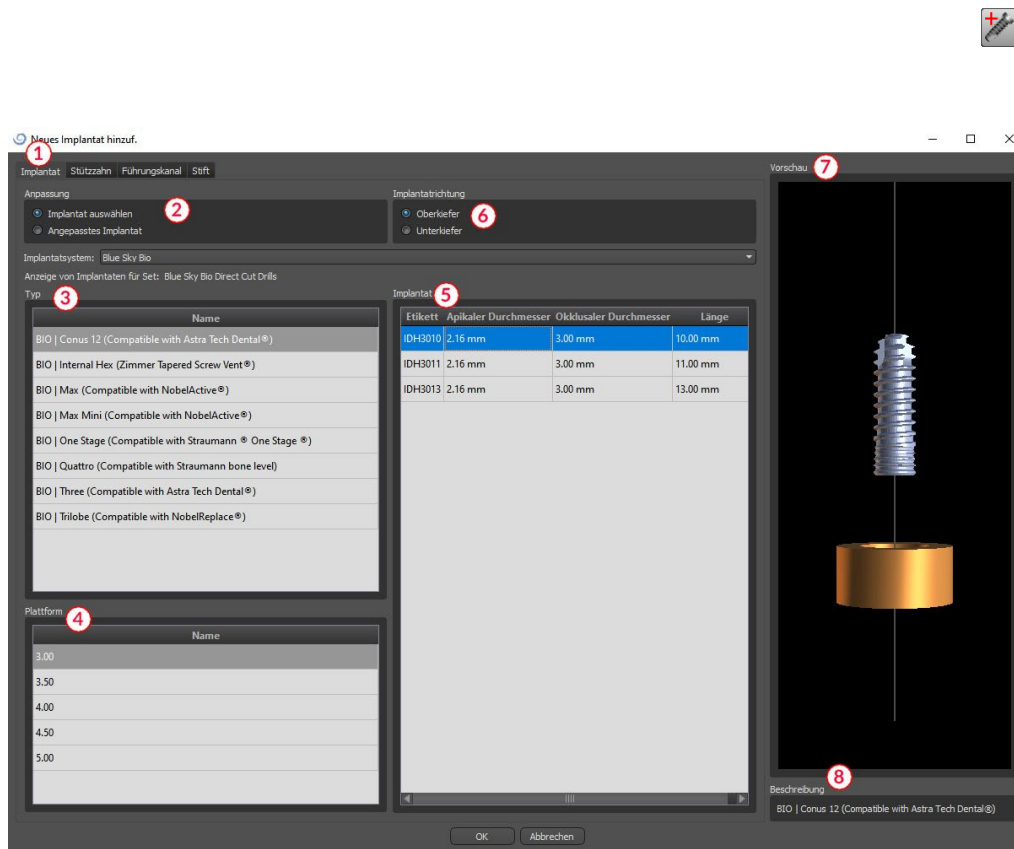 Neues Implantat hinzuf.
1
Implantat Stützzahn Führungskanal Stift
Anpassung
Implantat auswählen
2
Angepasstes Implantat
Implantatrichtung
Oberkiefer
6
Unterkiefer
Implantatsystem: Blue Sky Bio
Anzeige von Implantaten für Set: Blue Sky Bio Direct Cut Drills
Typ
3
Name
BIO | Conus 12 (Compatible with Astra Tech Dental®)
BIO | Internal Hex (Zimmer Tapered Screw Vent®)
BIO | Max (Compatible with NobelActive®)
BIO | Max Mini (Compatible with NobelActive®)
BIO | One Stage (Compatible with Straumann ® One Stage ®)
BIO | Quattro (Compatible with Straumann bone level)
BIO | Three (Compatible with Astra Tech Dental®)
BIO | Trilobe (Compatible with NobelReplace®)
Plattform
4
Name
3.00
3.50
4.00
4.50
5.00
Implantat
5
Etikett Apikaler Durchmesser Okklusaler Durchmesser Länge
IDH3010 2.16 mm 3.00 mm 10.00 mm
IDH3011 2.16 mm 3.00 mm 11.00 mm
IDH3013 2.16 mm 3.00 mm 13.00 mm
Vorschau
7
8
Beschreibung
BIO | Conus 12 (Compatible with Astra Tech Dental®)
OK Abbrechen